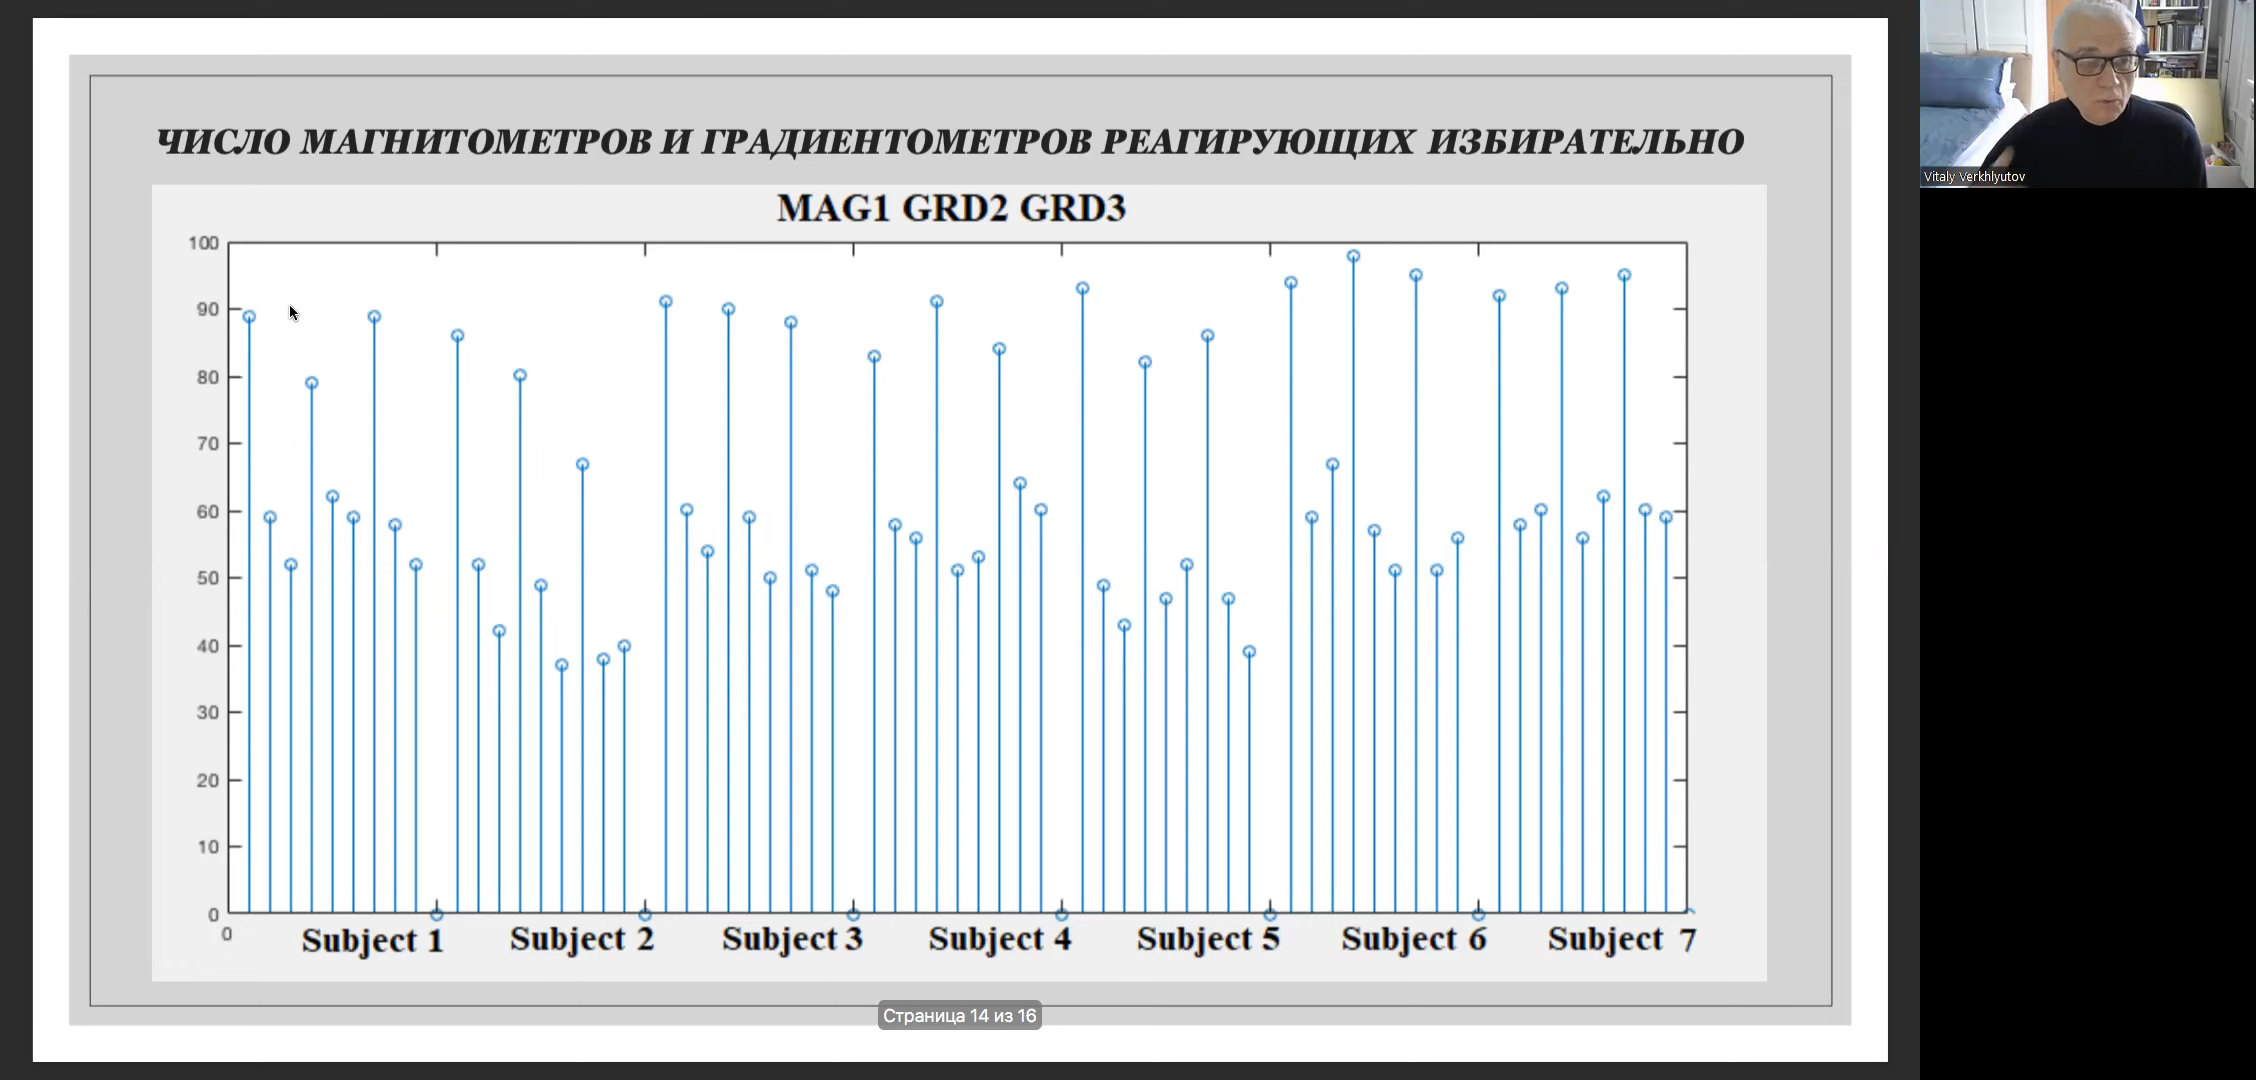 ЧИСЛО МАГНИТОМЕТРОВ И ГРАДИЕНТОМЕТРОВ РЕАГИРУЮЩИХ ИЗБИРАТЕЛЬНО
MAG1 GRD2 GRD3
100
90
80
70
60
50
40
30
20
10
0
0 Subject 1 Subject 2 Subject 3 Subject 4 Subject 5 Subject 6 Subject 7
Страница 14 из 16
Vitaly Verkhlyutov